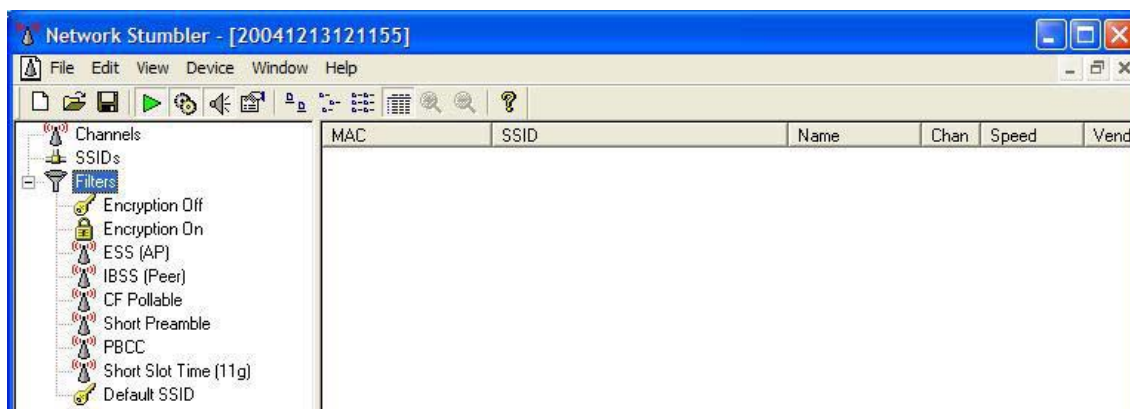 Network Stumbler - [20041213121155]
File Edit View Device Window Help
Channels
SSIDs
Filters
Encryption Off
Encryption On
ESS (AP)
IBSS (Peer)
CF Pollable
Short Preamble
PBCC
Short Slot Time (11g)
Default SSID
MAC SSID Name Chan Speed Vend